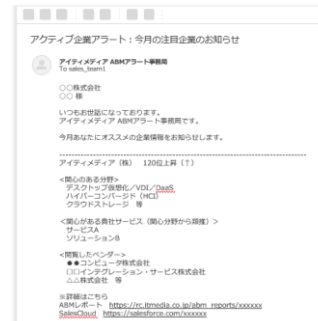 アクティブ企業アラート：今月の注目企業のお知らせ
アイティメディア ABMアラート事務局
To sales_team1
○○株式会社
○○ 様
いつもお世話になっております。
アイティメディア ABMアラート事務局です。
今月あなたにオススメの企業情報をお知らせします。
アイティメディア（株） 120位上昇（↑）
<関心のある分野>
デスクトップ仮想化／VDI／DaaS
ハイパーコンバージド（HCI）
クラウドストレージ 等
<関心がある貴社サービス（関心分野から類推）>
サービスA
ソリューションB
<閲覧したベンダー>
●●コンピュータ株式会社
□□インテグレーション・サービス株式会社
△△株式会社 等
※詳細はこちら
ABMレポート https://rc.itmedia.co.jp/abm_reports/xxxxxx
SalesCloud https://salesforce.com/xxxxxx